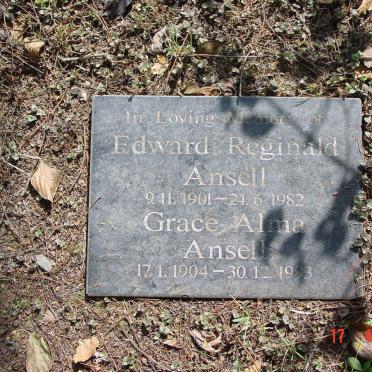 In Loving Memory of
Edward Reginald
Ansell
9.11.1901 – 24.6.1982
Grace Alma
Ansell
17.1.1904 – 30.12.1993
17